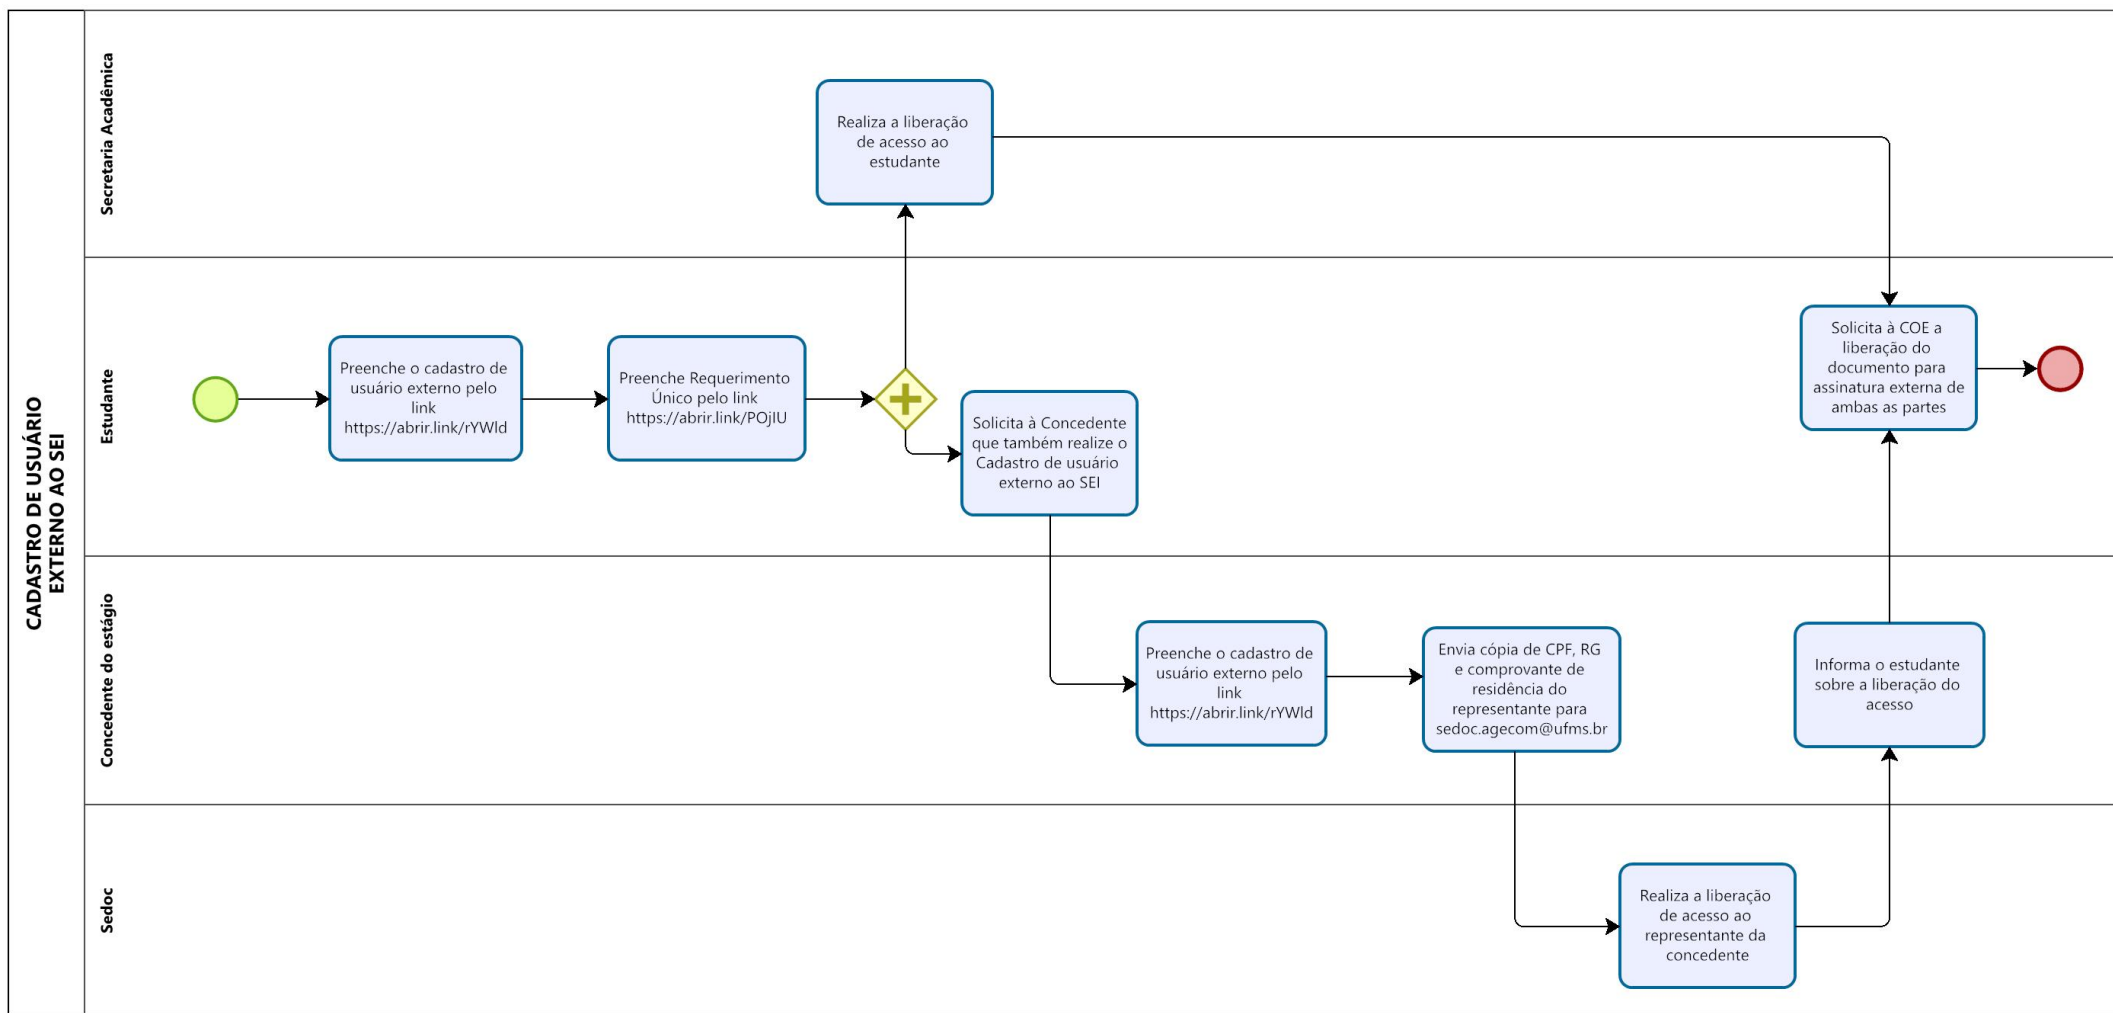 CADASTRO DE USUÁRIO
EXTERNO AO SEI
Secretaria Acadêmica
Realiza a liberação
de acesso ao
estudante
Estudante
Preenche o cadastro de
usuário externo pelo
link
https://abrir.link/rYWld
Preenche Requerimento
Único pelo link
https://abrir.link/POjIU
Solicita à Concedente
que também realize o
Cadastro de usuário
externo ao SEI
Solicita à COE a
liberação do
documento para
assinatura externa de
ambas as partes
Concedente do estágio
Preenche o cadastro de
usuário externo pelo
link
https://abrir.link/rYWld
Envia cópia de CPF, RG
e comprovante de
residência do
representante para
sedoc.agecom@ufms.br
Informa o estudante
sobre a liberação do
acesso
Sedoc
Realiza a liberação
de acesso ao
representante da
concedente